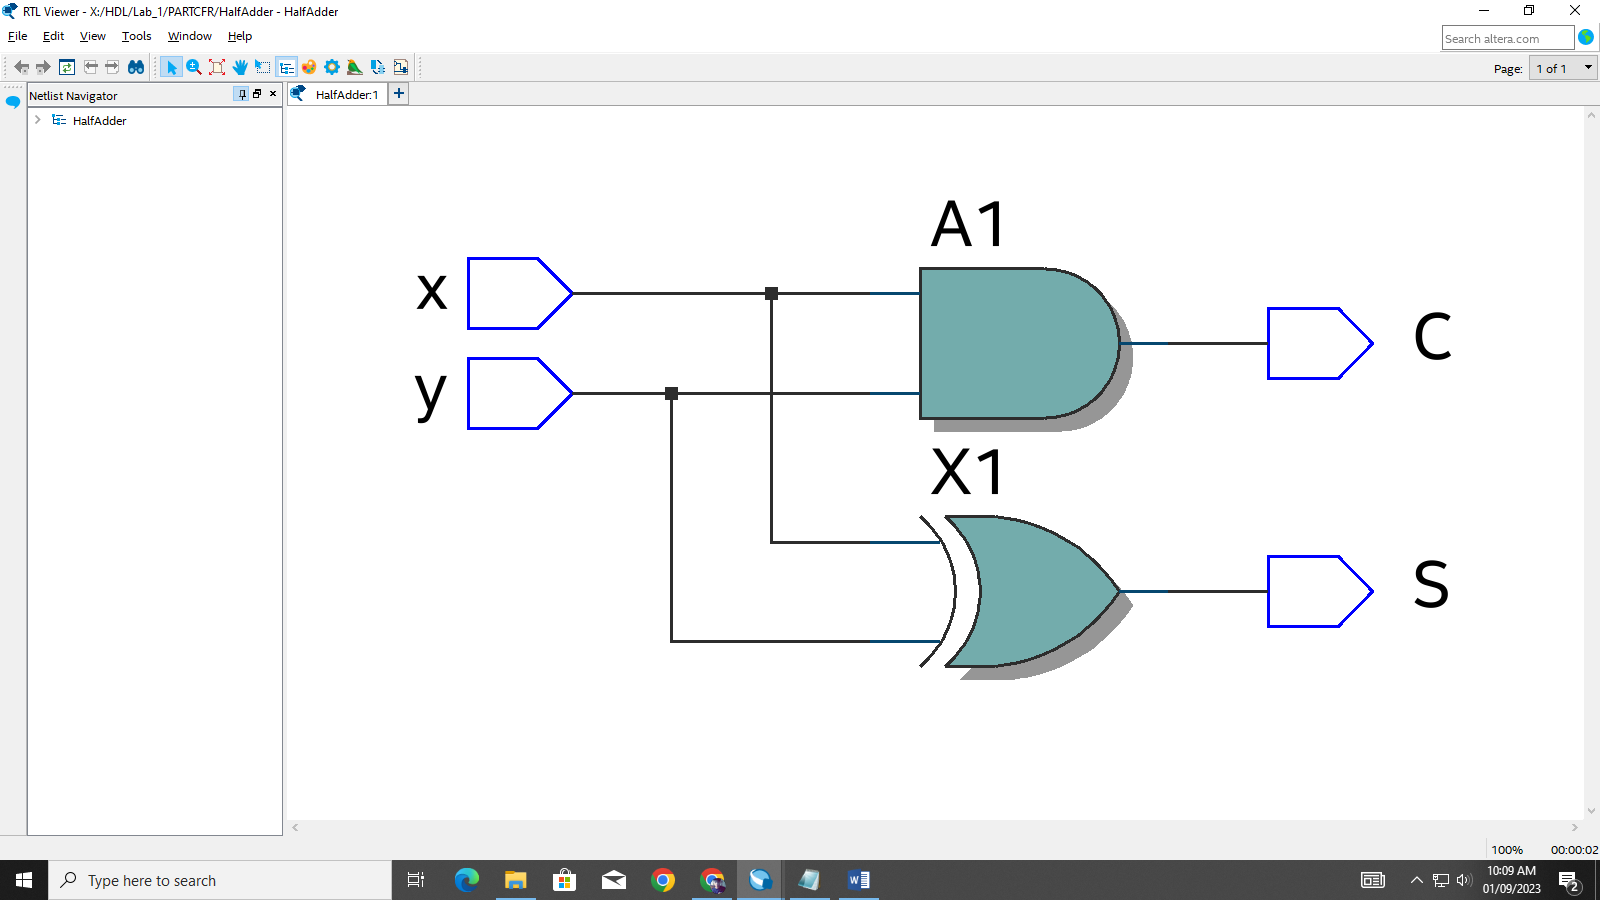 RTL Viewer - X:/HDL/Lab_1/PARTCFR/HalfAdder - HalfAdder
File Edit View Tools Window Help
Search altera.com
Page: 1 of 1
Netlist Navigator
HalfAdder:1
HalfAdder
A1
x
C
y
X1
S
100% 00:00:02
Type here to search
10:09 AM
01/09/2023
2